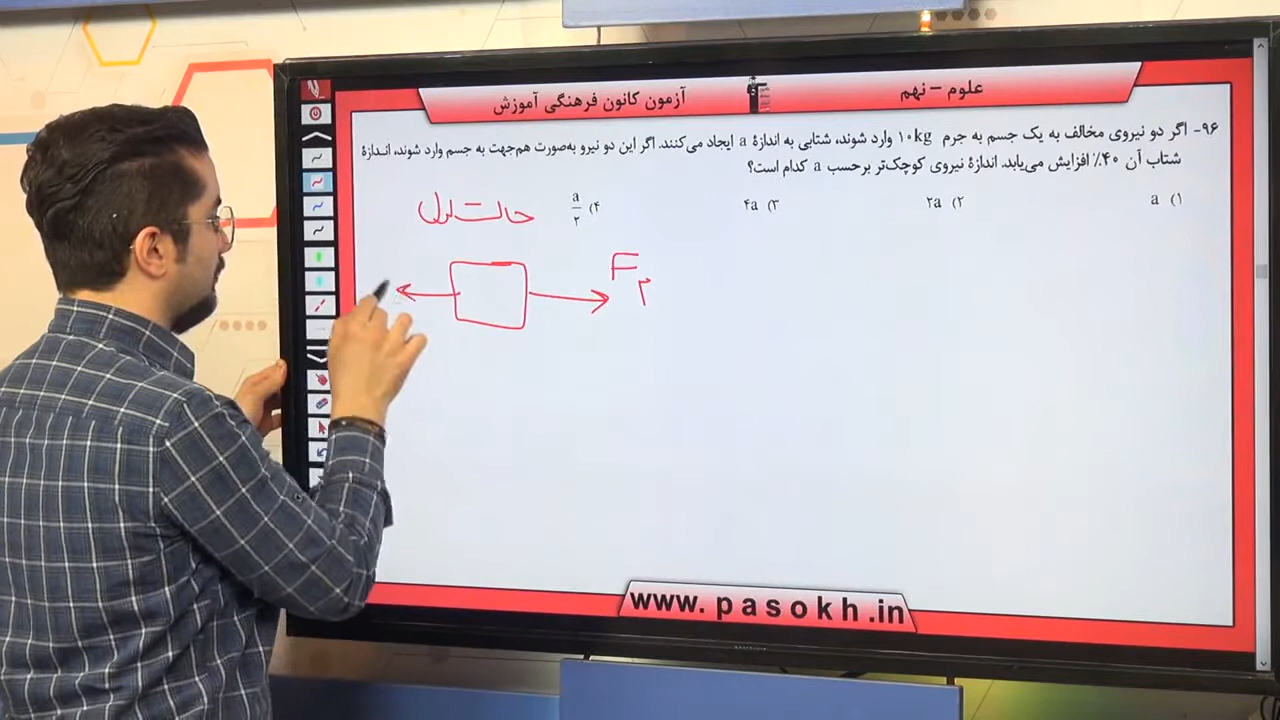 علوم - نهم
آزمون کانون فرهنگی آموزش
۹۶- اگر دو نیروی مخالف به یک جسم به جرم ۱۰kg وارد شوند، شتابی به اندازهٔ a ایجاد می‌کنند. اگر این دو نیرو به‌صورت هم‌جهت به جسم وارد شوند، انـدازهٔ
شتاب آن ۴۰٪ افزایش می‌یابد. اندازهٔ نیروی کوچک‌تر برحسب a کدام است؟
۱) a ۲) ۲a ۳) ۴a ۴) a/۲
حالت اول
F۲
www.pasokh.in